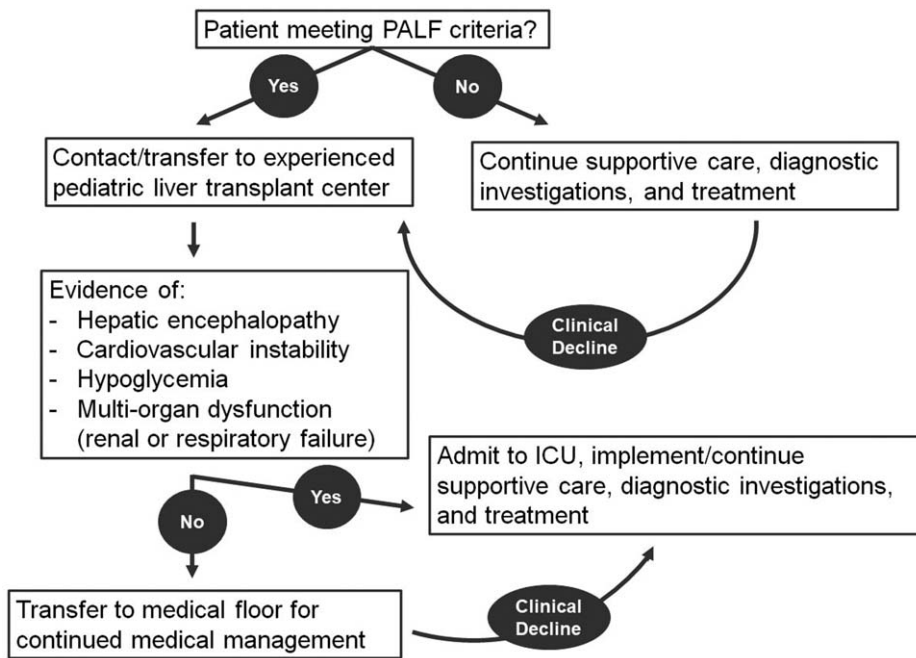 Patient meeting PALF criteria?
Yes
No
Contact/transfer to experienced
pediatric liver transplant center
Continue supportive care, diagnostic
investigations, and treatment
Evidence of:
- Hepatic encephalopathy
- Cardiovascular instability
- Hypoglycemia
- Multi-organ dysfunction
(renal or respiratory failure)
Clinical
Decline
Yes
No
Admit to ICU, implement/continue
supportive care, diagnostic investigations,
and treatment
Transfer to medical floor for
continued medical management
Clinical
Decline